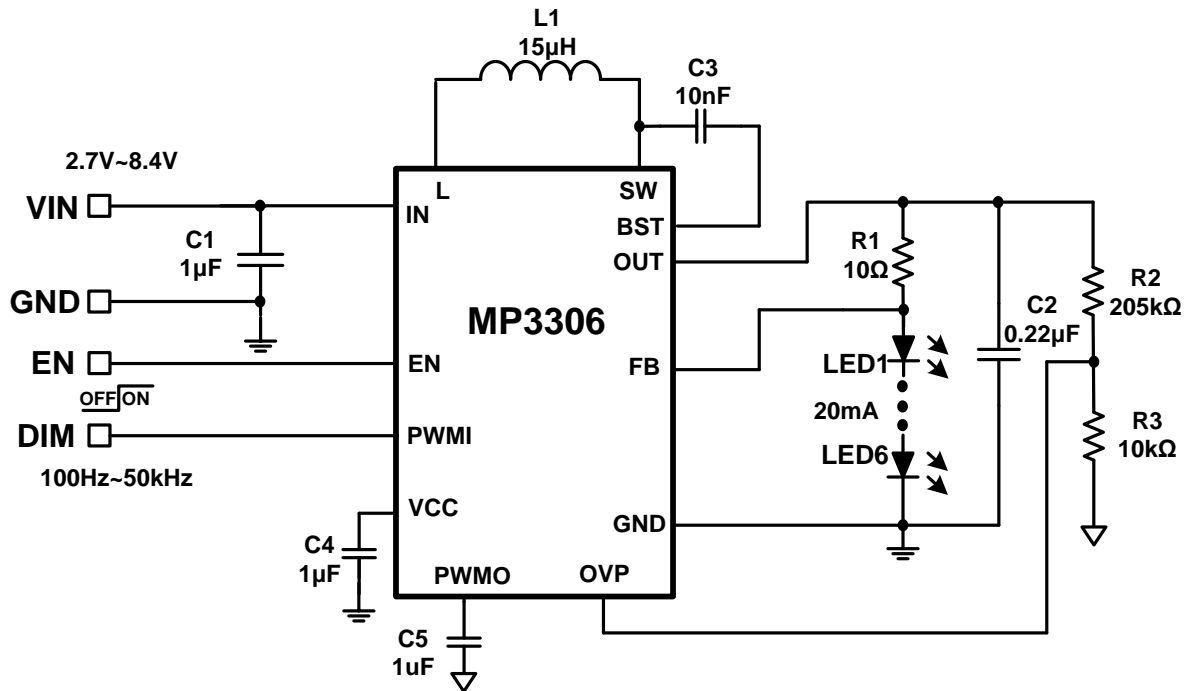 L1
15µH
C3
10nF
2.7V~8.4V
VIN
GND
EN
OFF ON
DIM
100Hz~50kHz
C1
1µF
L
SW
IN
BST
OUT
MP3306
EN
FB
PWMI
VCC
GND
PWMO
OVP
C4
1µF
C5
1uF
R1
10Ω
LED1
20mA
LED6
C2
0.22µF
R2
205kΩ
R3
10kΩ